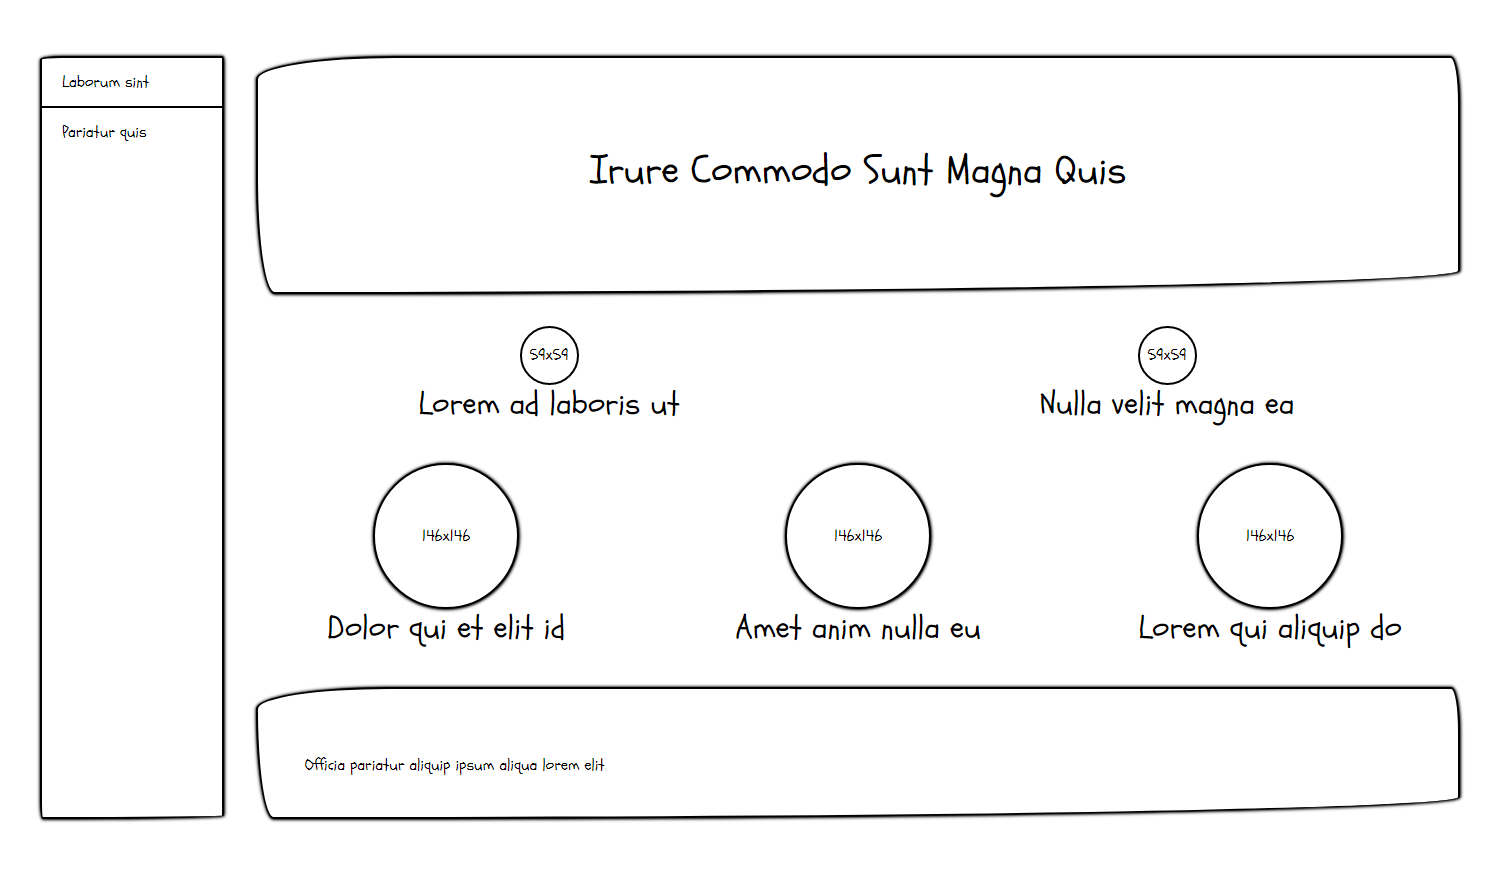 Laborum sint
Pariatur quis
Irure Commodo Sunt Magna Quis
59x59
Lorem ad laboris ut
59x59
Nulla velit magna ea
146x146
Dolor qui et elit id
146x146
Amet anim nulla eu
146x146
Lorem qui aliquip do
Officia pariatur aliquip ipsum aliqua lorem elit